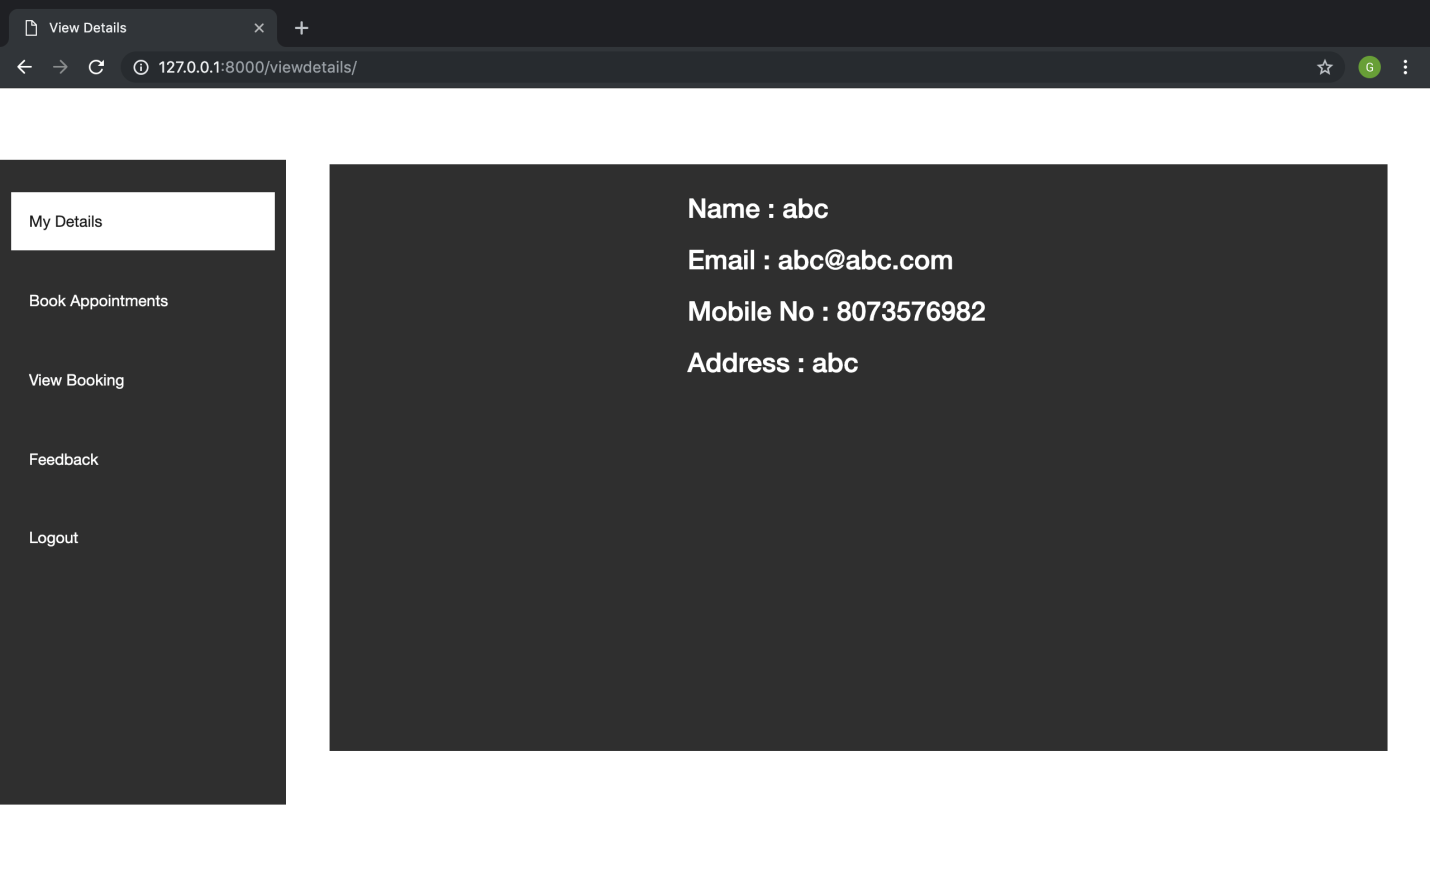 View Details
127.0.0.1:8000/viewdetails/
G
My Details
Book Appointments
View Booking
Feedback
Logout
Name : abc
Email : abc@abc.com
Mobile No : 8073576982
Address : abc